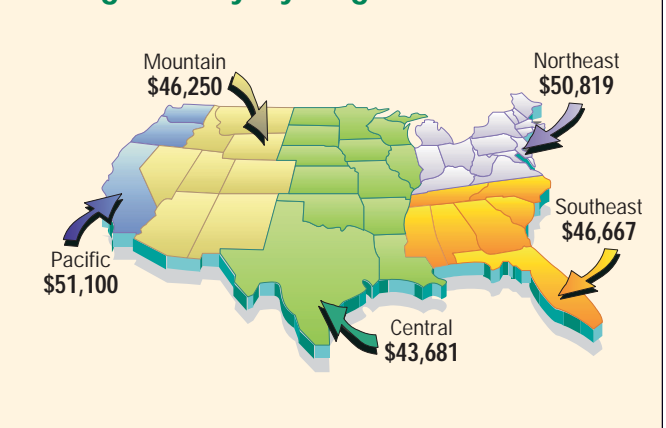 Mountain
$46,250
Northeast
$50,819
Southeast
$46,667
Pacific
$51,100
Central
$43,681